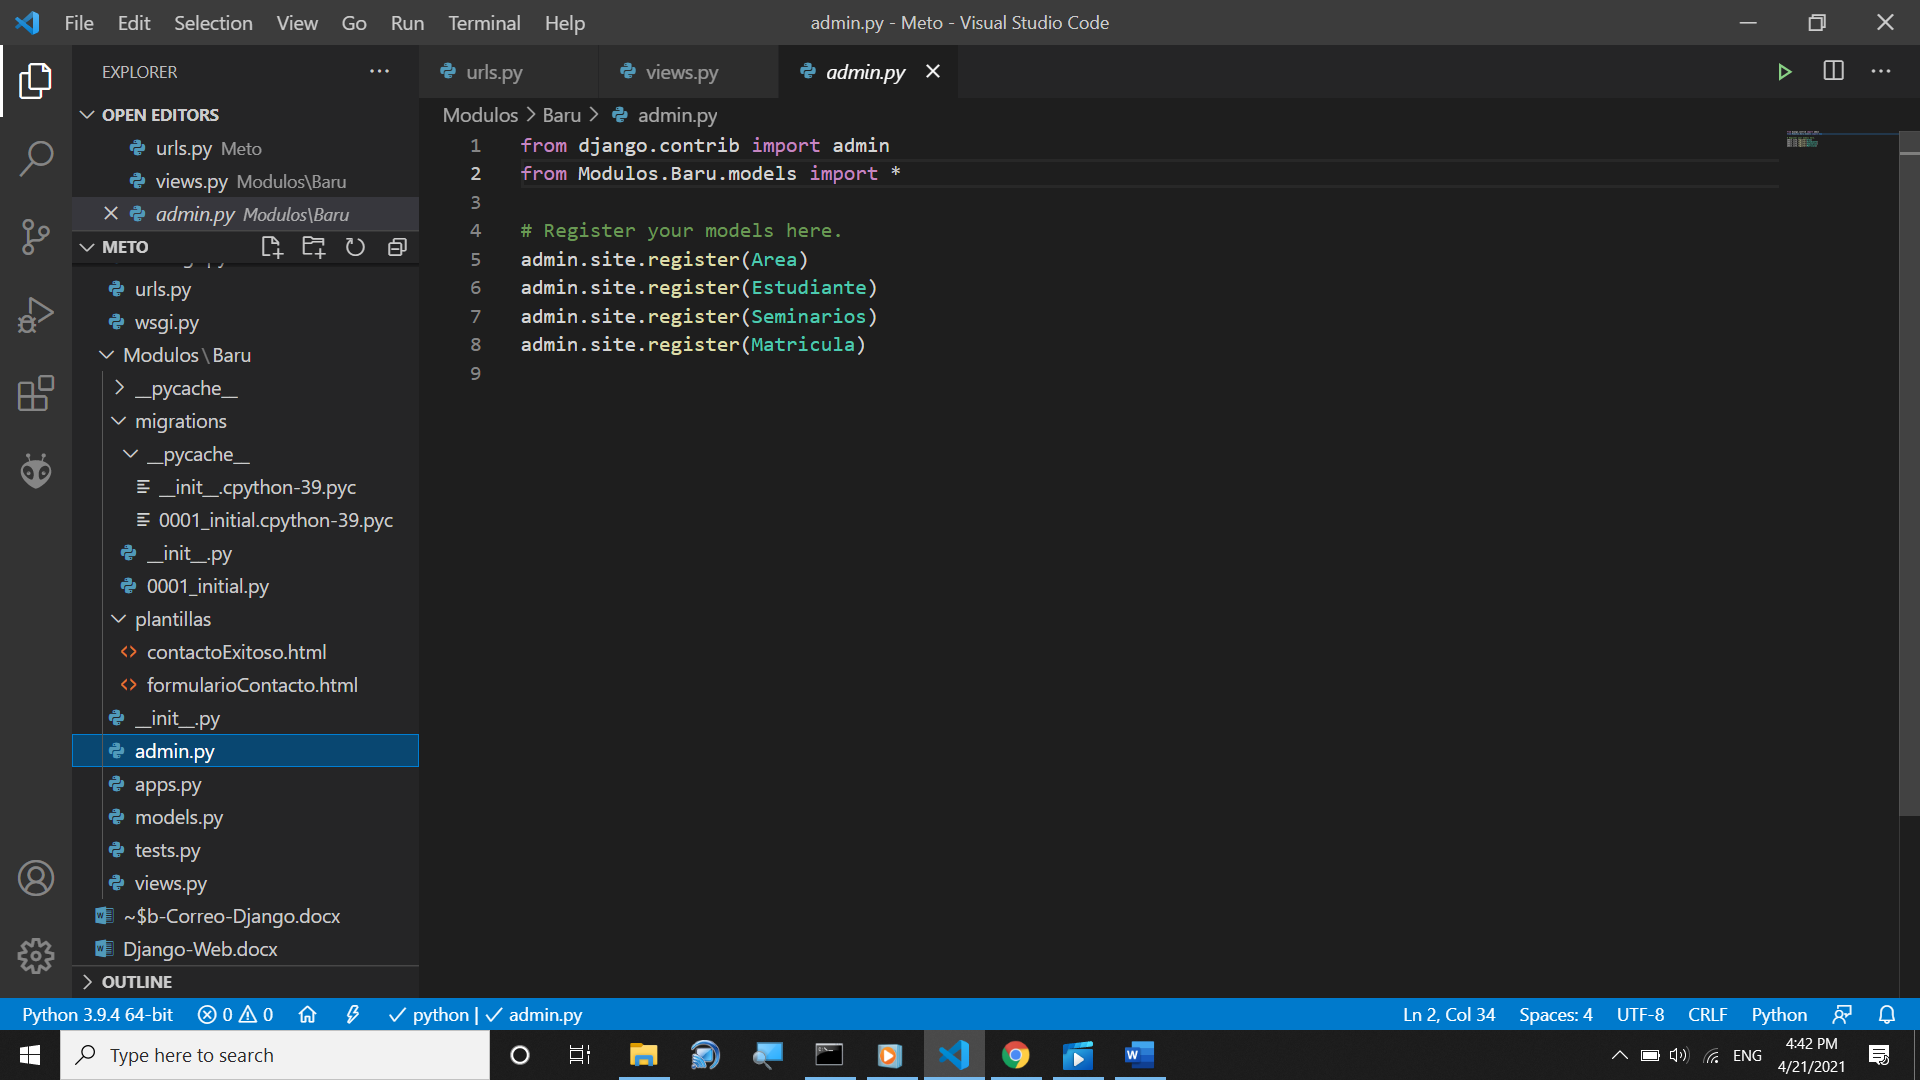 File Edit Selection View Go Run Terminal Help
admin.py - Meto - Visual Studio Code
EXPLORER
OPEN EDITORS
urls.py Meto
views.py Modulos\Baru
admin.py Modulos\Baru
METO
urls.py
wsgi.py
Modulos\Baru
__pycache__
migrations
__pycache__
__init__.cpython-39.pyc
0001_initial.cpython-39.pyc
__init__.py
0001_initial.py
plantillas
contactoExitoso.html
formularioContacto.html
__init__.py
admin.py
apps.py
models.py
tests.py
views.py
~$b-Correo-Django.docx
Django-Web.docx
OUTLINE
urls.py views.py admin.py
Modulos > Baru > admin.py
1 from django.contrib import admin
2 from Modulos.Baru.models import *
3
4 # Register your models here.
5 admin.site.register(Area)
6 admin.site.register(Estudiante)
7 admin.site.register(Seminarios)
8 admin.site.register(Matricula)
9
Python 3.9.4 64-bit 0 0 python | admin.py Ln 2, Col 34 Spaces: 4 UTF-8 CRLF Python
Type here to search
ENG
4:42 PM
4/21/2021